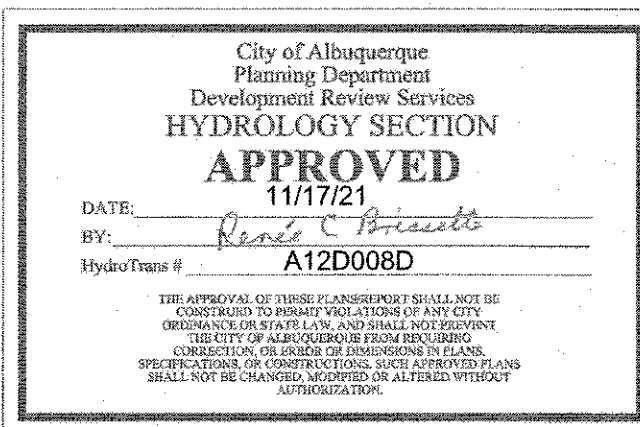 City of Albuquerque
Planning Department
Development Review Services
HYDROLOGY SECTION
APPROVED
DATE: 11/17/21
BY: Renée C Brissette
HydroTrans # A12D008D
THE APPROVAL OF THESE PLANS/REPORT SHALL NOT BE
CONSTRUED TO PERMIT VIOLATIONS OF ANY CITY
ORDINANCE OR STATE LAW, AND SHALL NOT PREVENT
THE CITY OF ALBUQUERQUE FROM REQUIRING
CORRECTION, OR ERROR OR DIMENSIONS IN PLANS,
SPECIFICATIONS, OR CONSTRUCTIONS. SUCH APPROVED PLANS
SHALL NOT BE CHANGED, MODIFIED OR ALTERED WITHOUT
AUTHORIZATION.